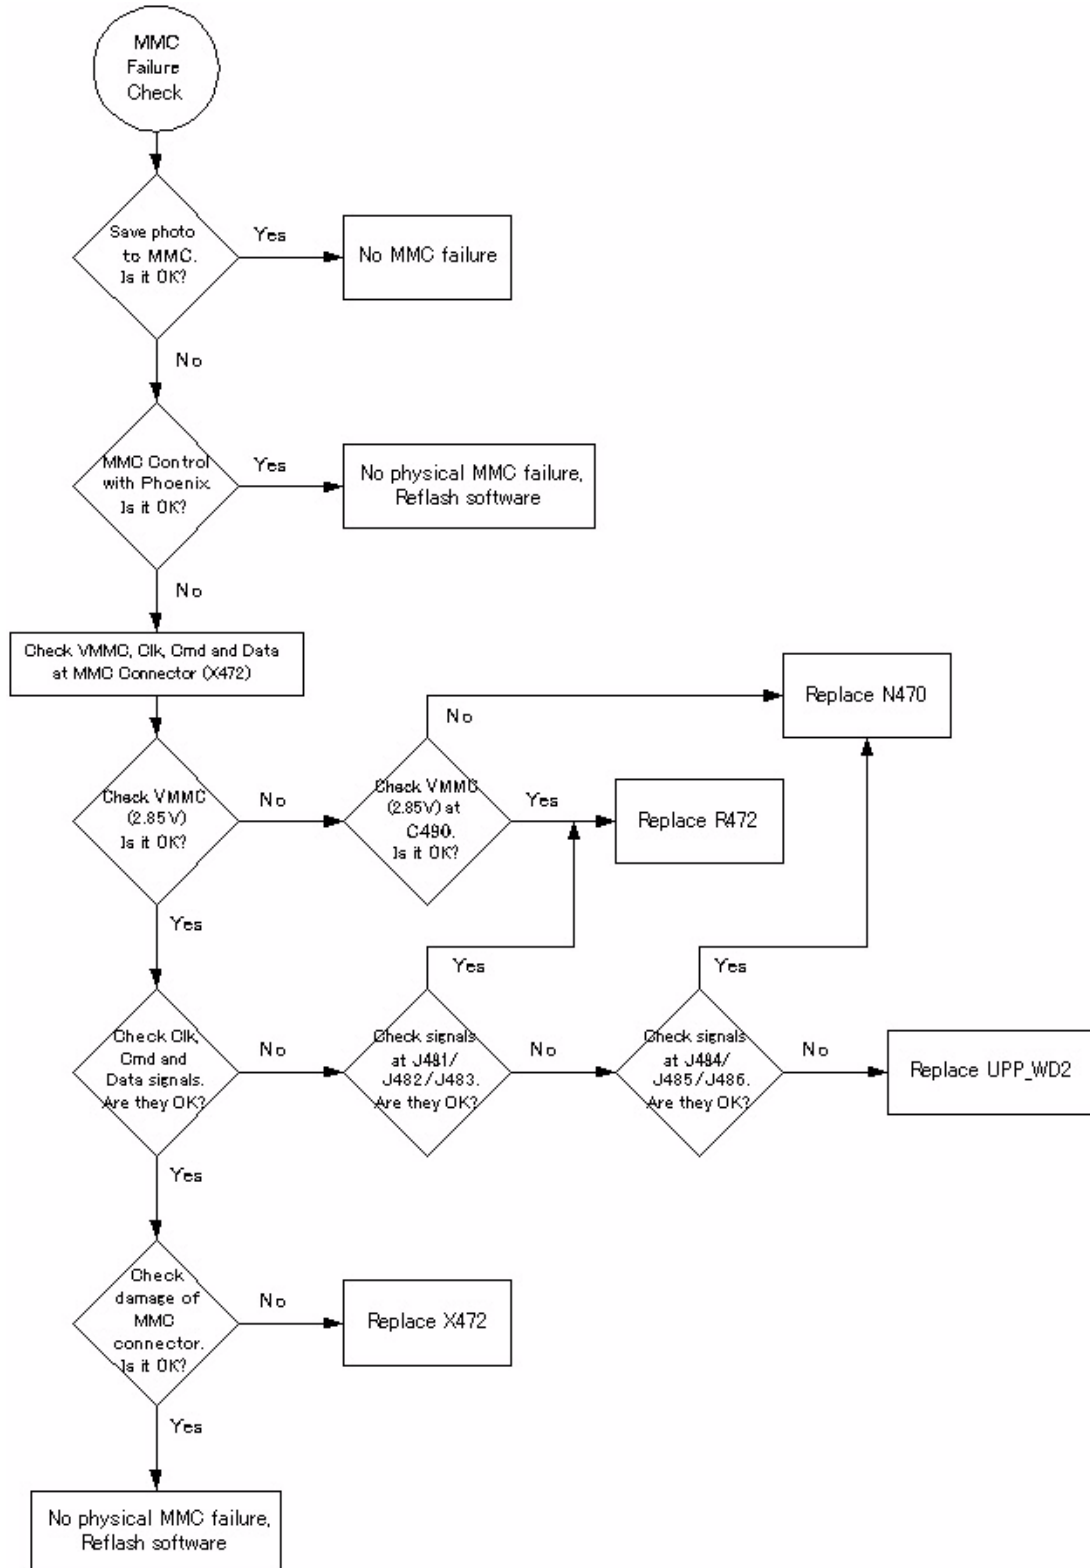 MMC
Failure
Check
Save photo
to MMC.
Is it OK?
Yes
No MMC failure
No
MMC Control
with Phoenix.
Is it OK?
Yes
No physical MMC failure,
Reflash software
No
Check VMMC, Clk, Cmd and Data
at MMC Connector (X472)
Check VMMC
(2.85V)
Is it OK?
No
Check VMMC
(2.85V) at
C490.
Is it OK?
No
Replace N470
Yes
Replace R472
Yes
Check Clk,
Cmd and
Data signals.
Are they OK?
No
Check signals
at J481/
J482/J483.
Are they OK?
Yes
No
Check signals
at J484/
J485/J486.
Are they OK?
Yes
No
Replace UPP_WD2
Yes
Check
damage of
MMC
connector.
Is it OK?
No
Replace X472
Yes
No physical MMC failure,
Reflash software